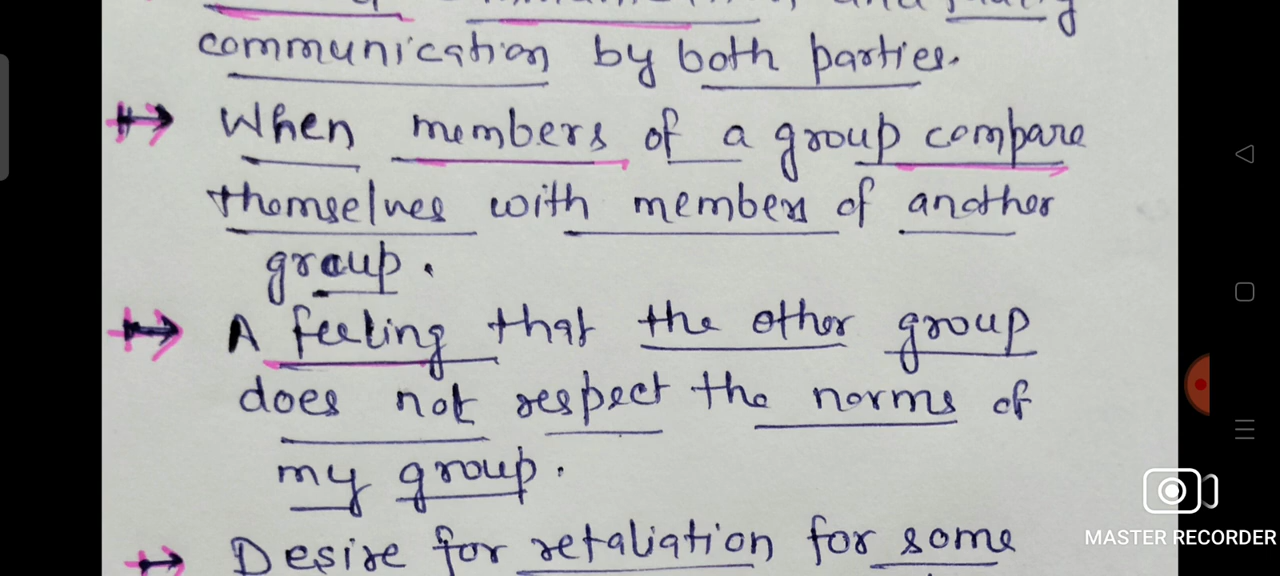 communication by both parties.
When members of a group compare
themselves with members of another
group.
A feeling that the other group
does not respect the norms of
my group.
Desire for retaliation for some
MASTER RECORDER